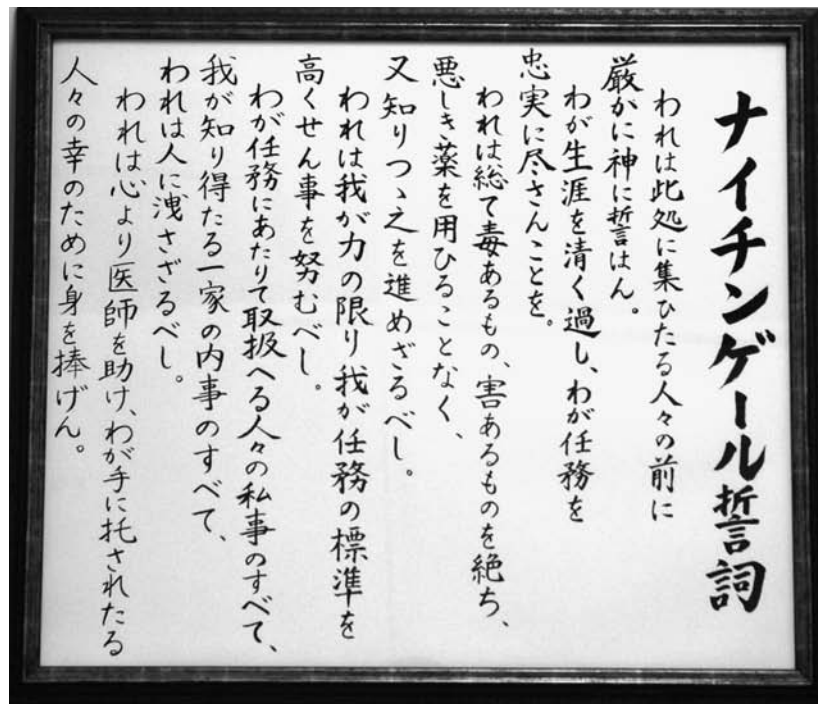 ナイチンゲール誓詞
われは此処に集ひたる人々の前に
厳かに神に誓はん。
わが生涯を清く過し、わが任務を
忠実に尽さんことを。
われは総て毒あるもの、害あるものを絶ち、
悪しき薬を用ひることなく、
又知りつゝ之を進めざるべし。
われは我が力の限り我が任務の標準を
高くせん事を努むべし。
わが任務にあたりて取扱へる人々の私事のすべて、
我が知り得たる一家の内事のすべて、
われは人に洩さざるべし。
われは心より医師を助け、わが手に托されたる
人々の幸のために身を捧げん。